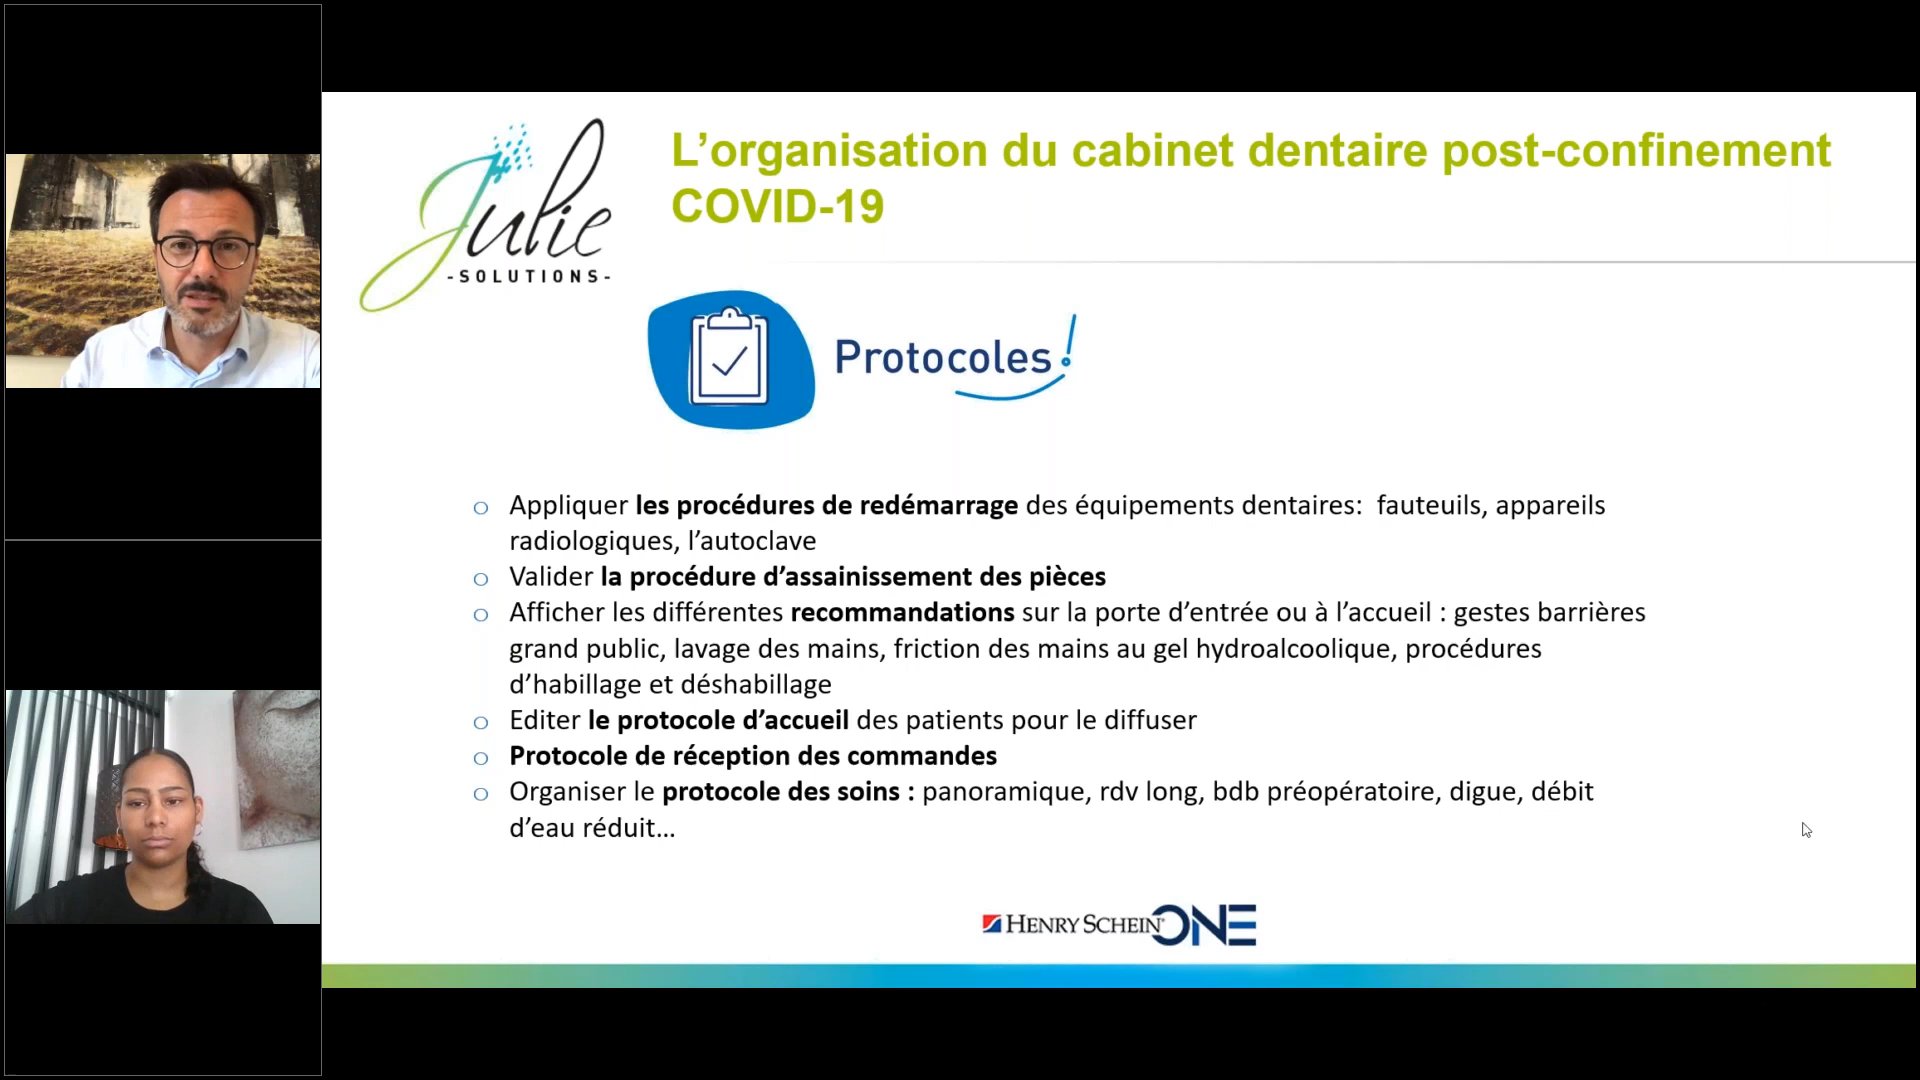 Julie
-SOLUTIONS-
L’organisation du cabinet dentaire post-confinement
COVID-19
Protocoles!
o Appliquer les procédures de redémarrage des équipements dentaires:  fauteuils, appareils
radiologiques, l’autoclave
o Valider la procédure d’assainissement des pièces
o Afficher les différentes recommandations sur la porte d’entrée ou à l’accueil : gestes barrières
grand public, lavage des mains, friction des mains au gel hydroalcoolique, procédures
d’habillage et déshabillage
o Editer le protocole d’accueil des patients pour le diffuser
o Protocole de réception des commandes
o Organiser le protocole des soins : panoramique, rdv long, bdb préopératoire, digue, débit
d’eau réduit…
HENRY SCHEIN® ONE